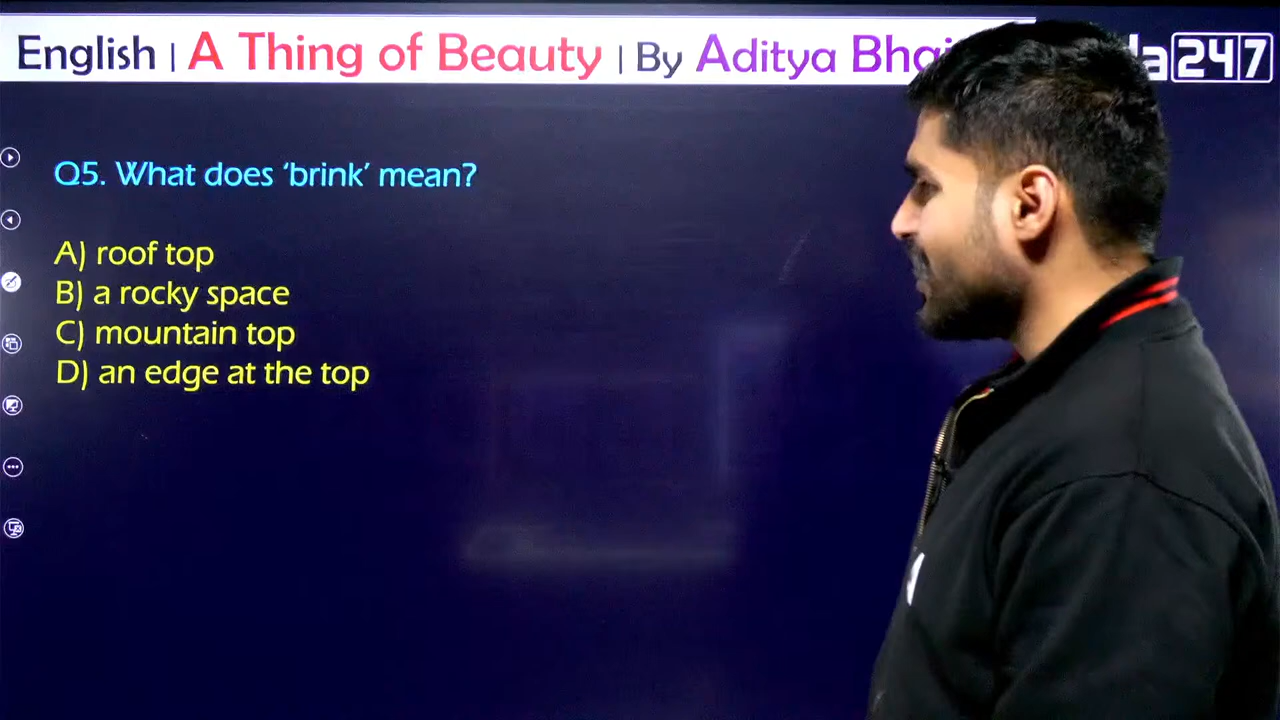 English | A Thing of Beauty | By Aditya 247
Q5. What does ‘brink’ mean?
A) roof top
B) a rocky space
C) mountain top
D) an edge at the top